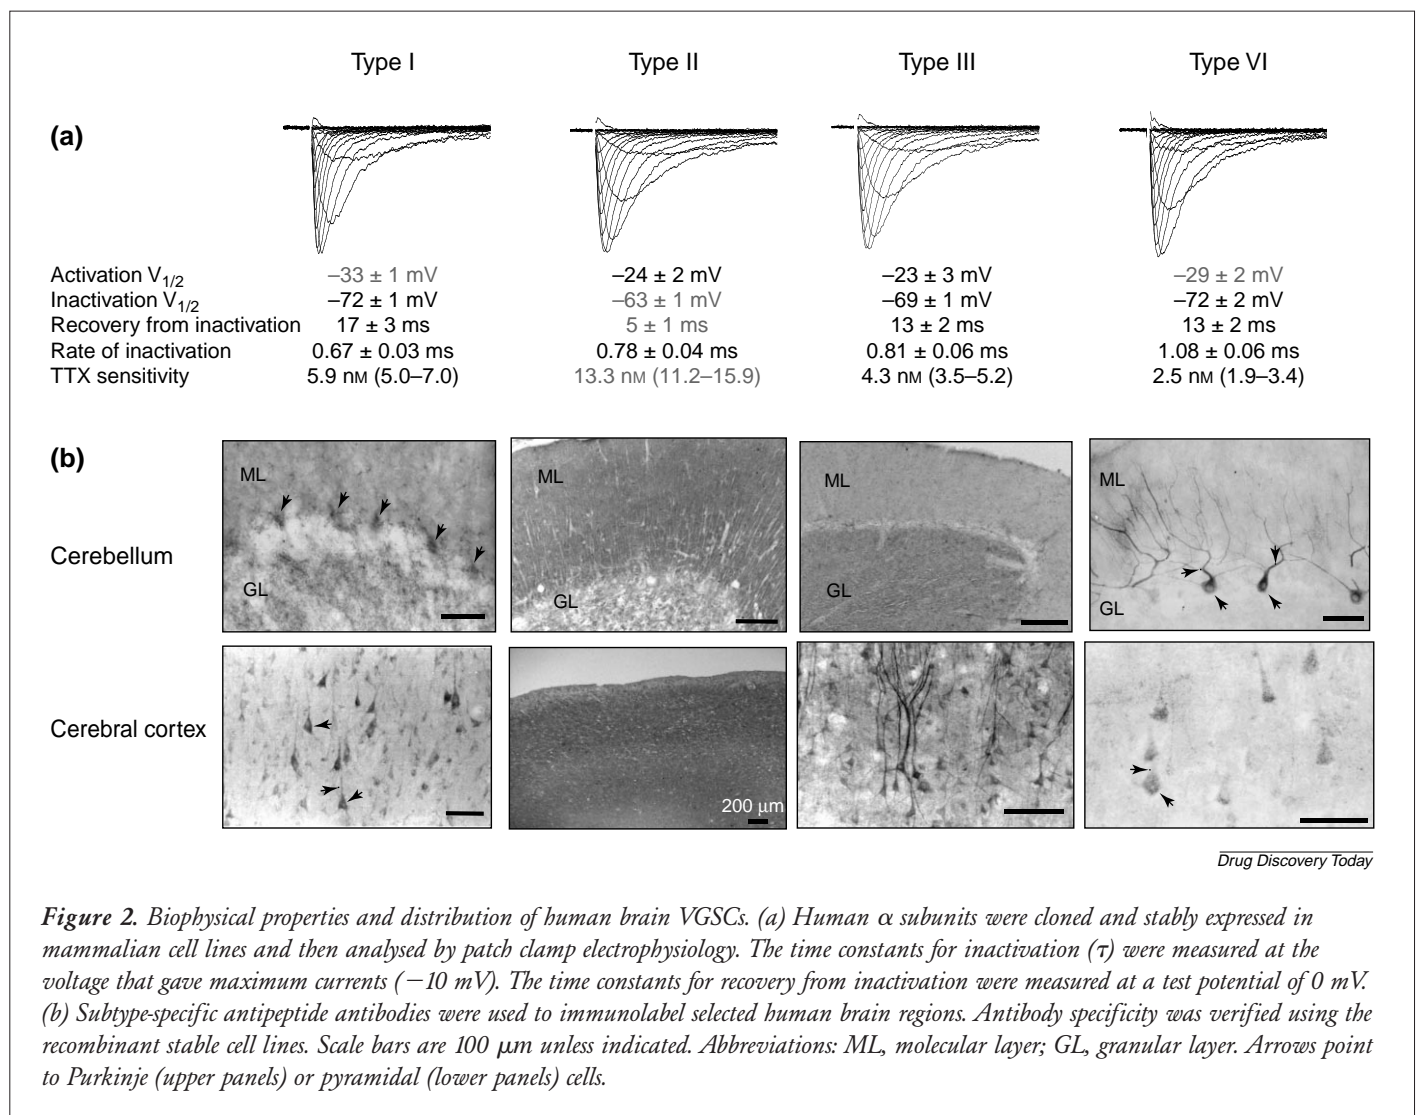 Type I Type II Type III Type VI
(a)
Activation V1/2 –33 ± 1 mV –24 ± 2 mV –23 ± 3 mV –29 ± 2 mV
Inactivation V1/2 –72 ± 1 mV –63 ± 1 mV –69 ± 1 mV –72 ± 2 mV
Recovery from inactivation 17 ± 3 ms 5 ± 1 ms 13 ± 2 ms 13 ± 2 ms
Rate of inactivation 0.67 ± 0.03 ms 0.78 ± 0.04 ms 0.81 ± 0.06 ms 1.08 ± 0.06 ms
TTX sensitivity 5.9 nM (5.0–7.0) 13.3 nM (11.2–15.9) 4.3 nM (3.5–5.2) 2.5 nM (1.9–3.4)
(b)
ML ML ML ML
Cerebellum
GL GL GL GL
Cerebral cortex
200 μm
Drug Discovery Today
Figure 2. Biophysical properties and distribution of human brain VGSCs. (a) Human α subunits were cloned and stably expressed in
mammalian cell lines and then analysed by patch clamp electrophysiology. The time constants for inactivation (τ) were measured at the
voltage that gave maximum currents (−10 mV). The time constants for recovery from inactivation were measured at a test potential of 0 mV.
(b) Subtype-specific antipeptide antibodies were used to immunolabel selected human brain regions. Antibody specificity was verified using the
recombinant stable cell lines. Scale bars are 100 μm unless indicated. Abbreviations: ML, molecular layer; GL, granular layer. Arrows point
to Purkinje (upper panels) or pyramidal (lower panels) cells.